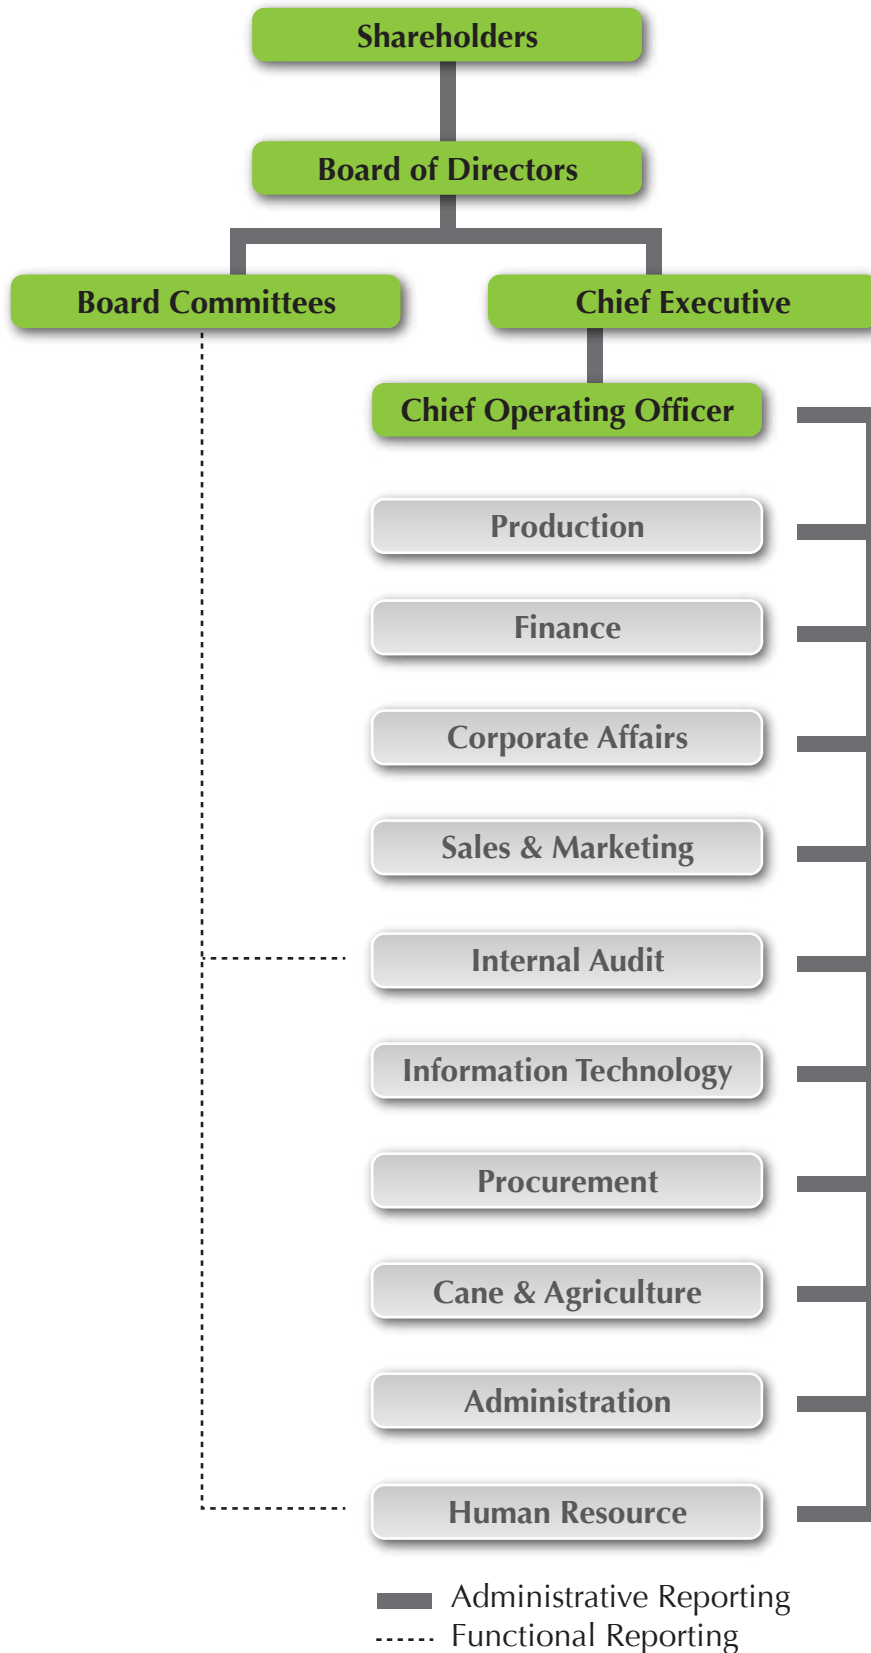 Shareholders
Board of Directors
Board Committees
Chief Executive
Chief Operating Officer
Production
Finance
Corporate Affairs
Sales & Marketing
Internal Audit
Information Technology
Procurement
Cane & Agriculture
Administration
Human Resource
Administrative Reporting
Functional Reporting